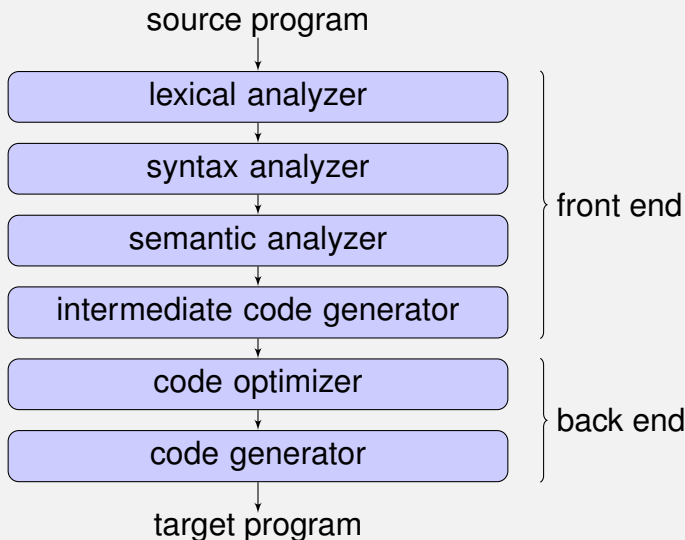 source program
lexical analyzer
syntax analyzer
front end
semantic analyzer
intermediate code generator
code optimizer
back end
code generator
target program